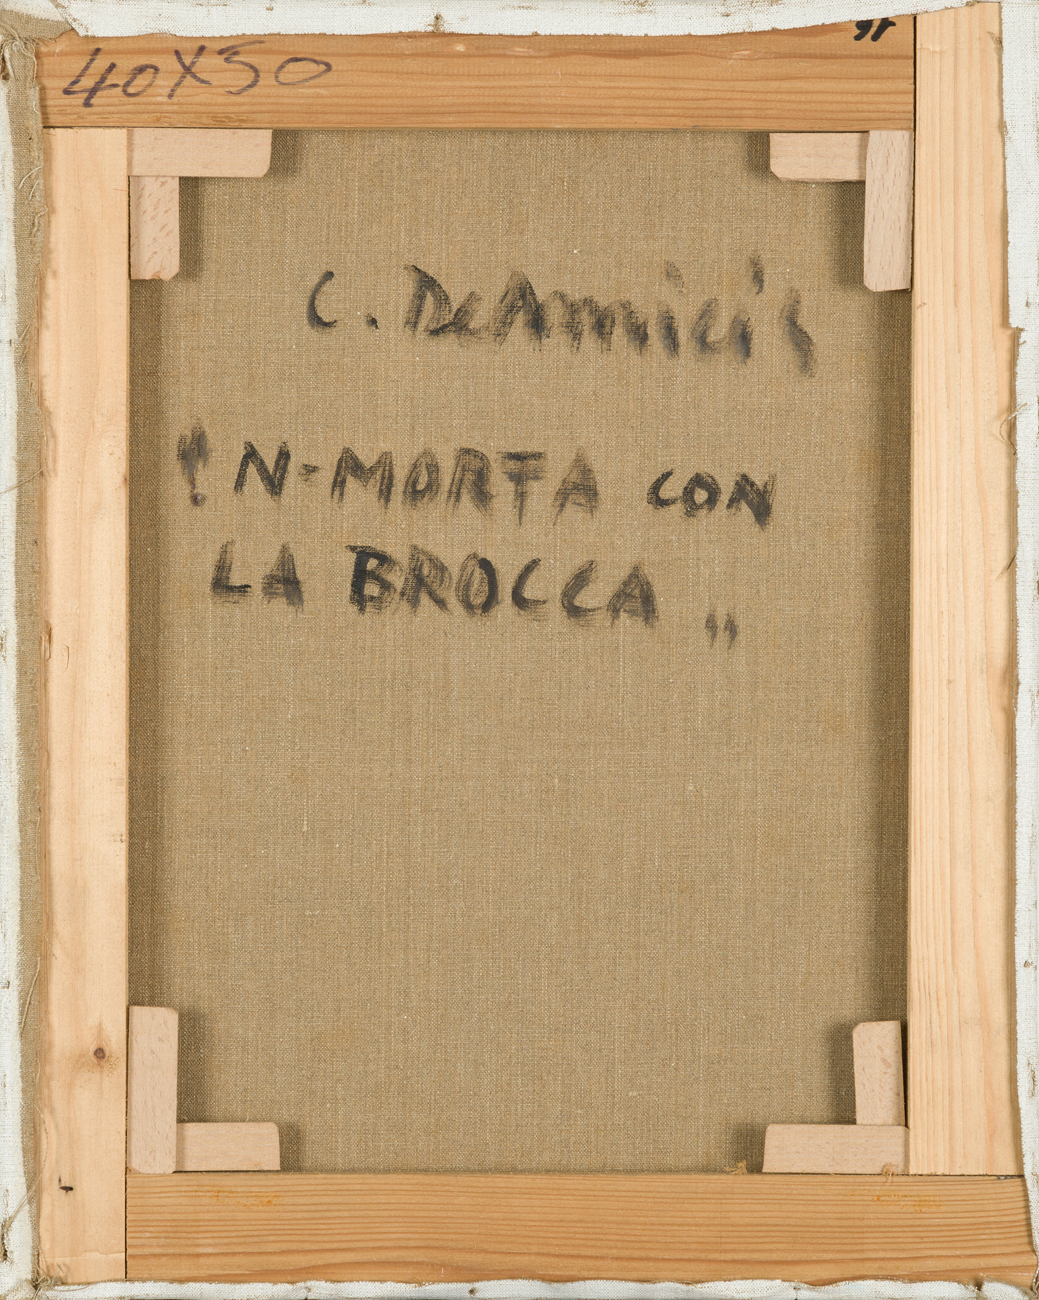 40X50
C. DeAmicis
" N-MORTA CON
LA BROCCA "